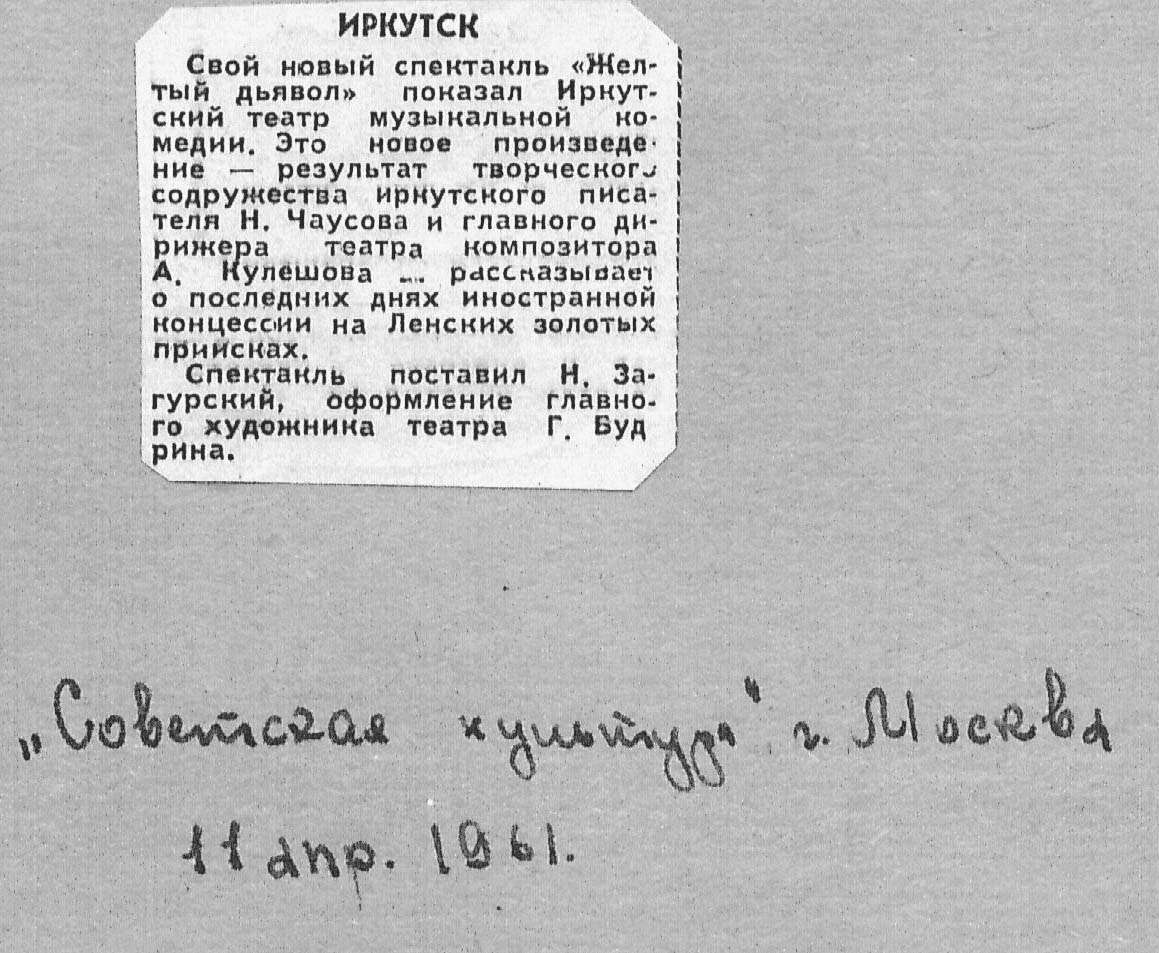 ИРКУТСК
Свой новый спектакль «Жел-
тый дьявол» показал Иркут-
ский театр музыкальной ко-
медии. Это новое произведе-
ние — результат творческого
содружества иркутского писа-
теля Н. Чаусова и главного ди-
рижера театра композитора
А. Кулешова — рассказывает
о последних днях иностранной
концессии на Ленских золотых
приисках.
Спектакль поставил Н. За-
гурский, оформление главно-
го художника театра Г. Буд
рина.
„Советская культура" г. Москва
11 апр. 1961.